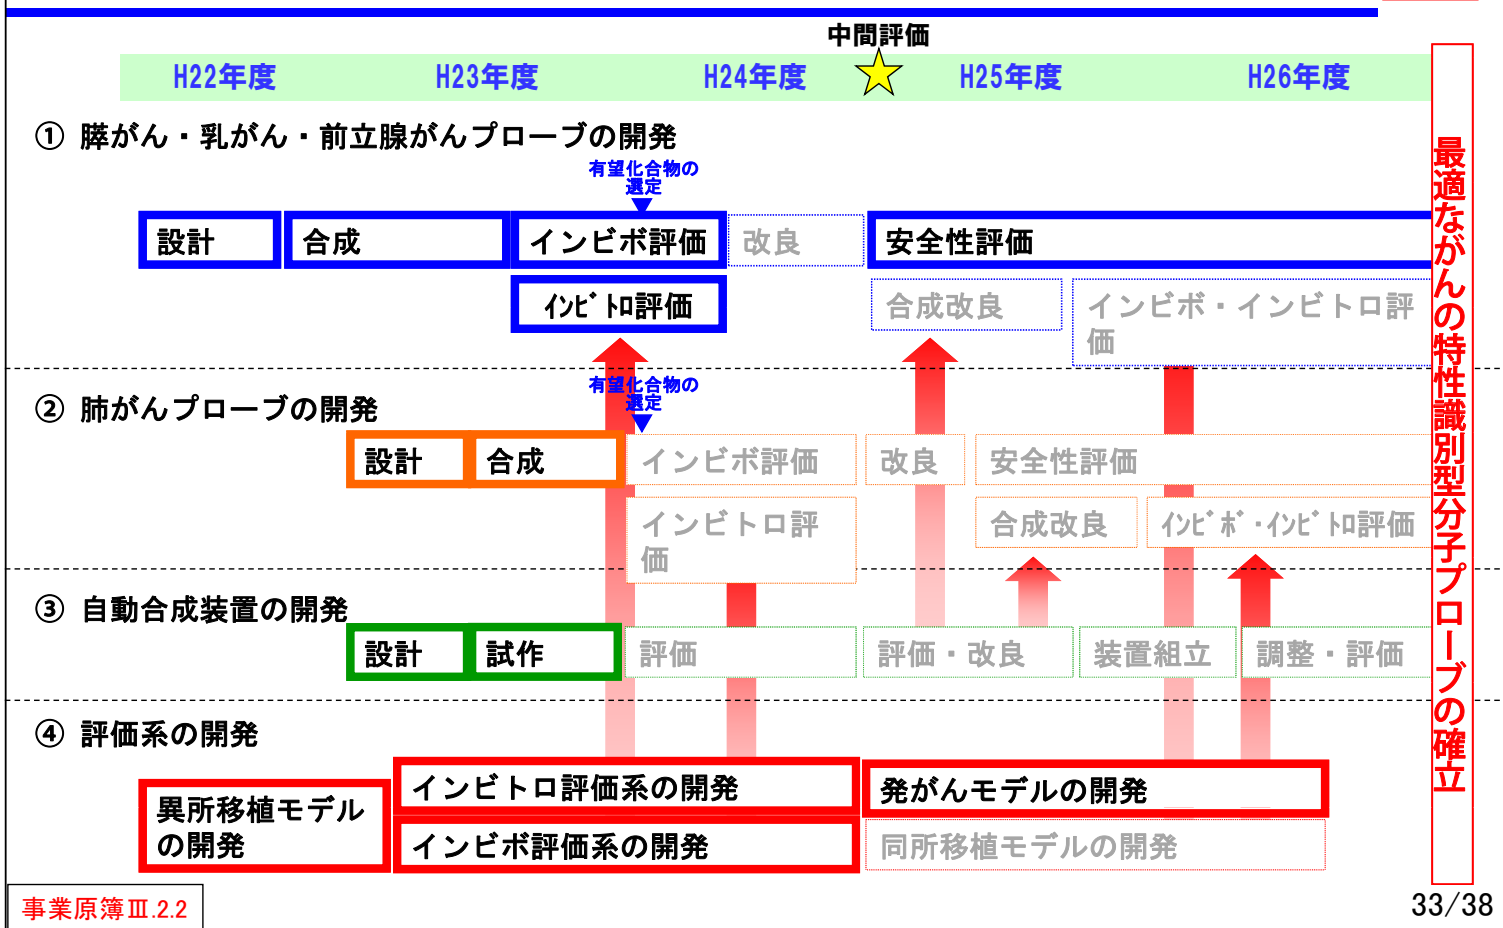 中間評価
H22年度 H23年度 H24年度 H25年度 H26年度
① 膵がん・乳がん・前立腺がんプローブの開発
有望化合物の
選定
設計 合成 インビボ評価 改良 安全性評価
ｲﾝﾋﾞﾄﾛ評価 合成改良 インビボ・インビトロ評
価
② 肺がんプローブの開発
有望化合物の
選定
設計 合成 インビボ評価 改良 安全性評価
インビトロ評
価
合成改良 ｲﾝﾋﾞﾎﾞ・ｲﾝﾋﾞﾄﾛ評価
③ 自動合成装置の開発
設計 試作 評価 評価・改良 装置組立 調整・評価
④ 評価系の開発
異所移植モデル
の開発
インビトロ評価系の開発 発がんモデルの開発
インビボ評価系の開発 同所移植モデルの開発
最適ながんの特性識別型分子プローブの確立
事業原簿Ⅲ.2.2
33/38